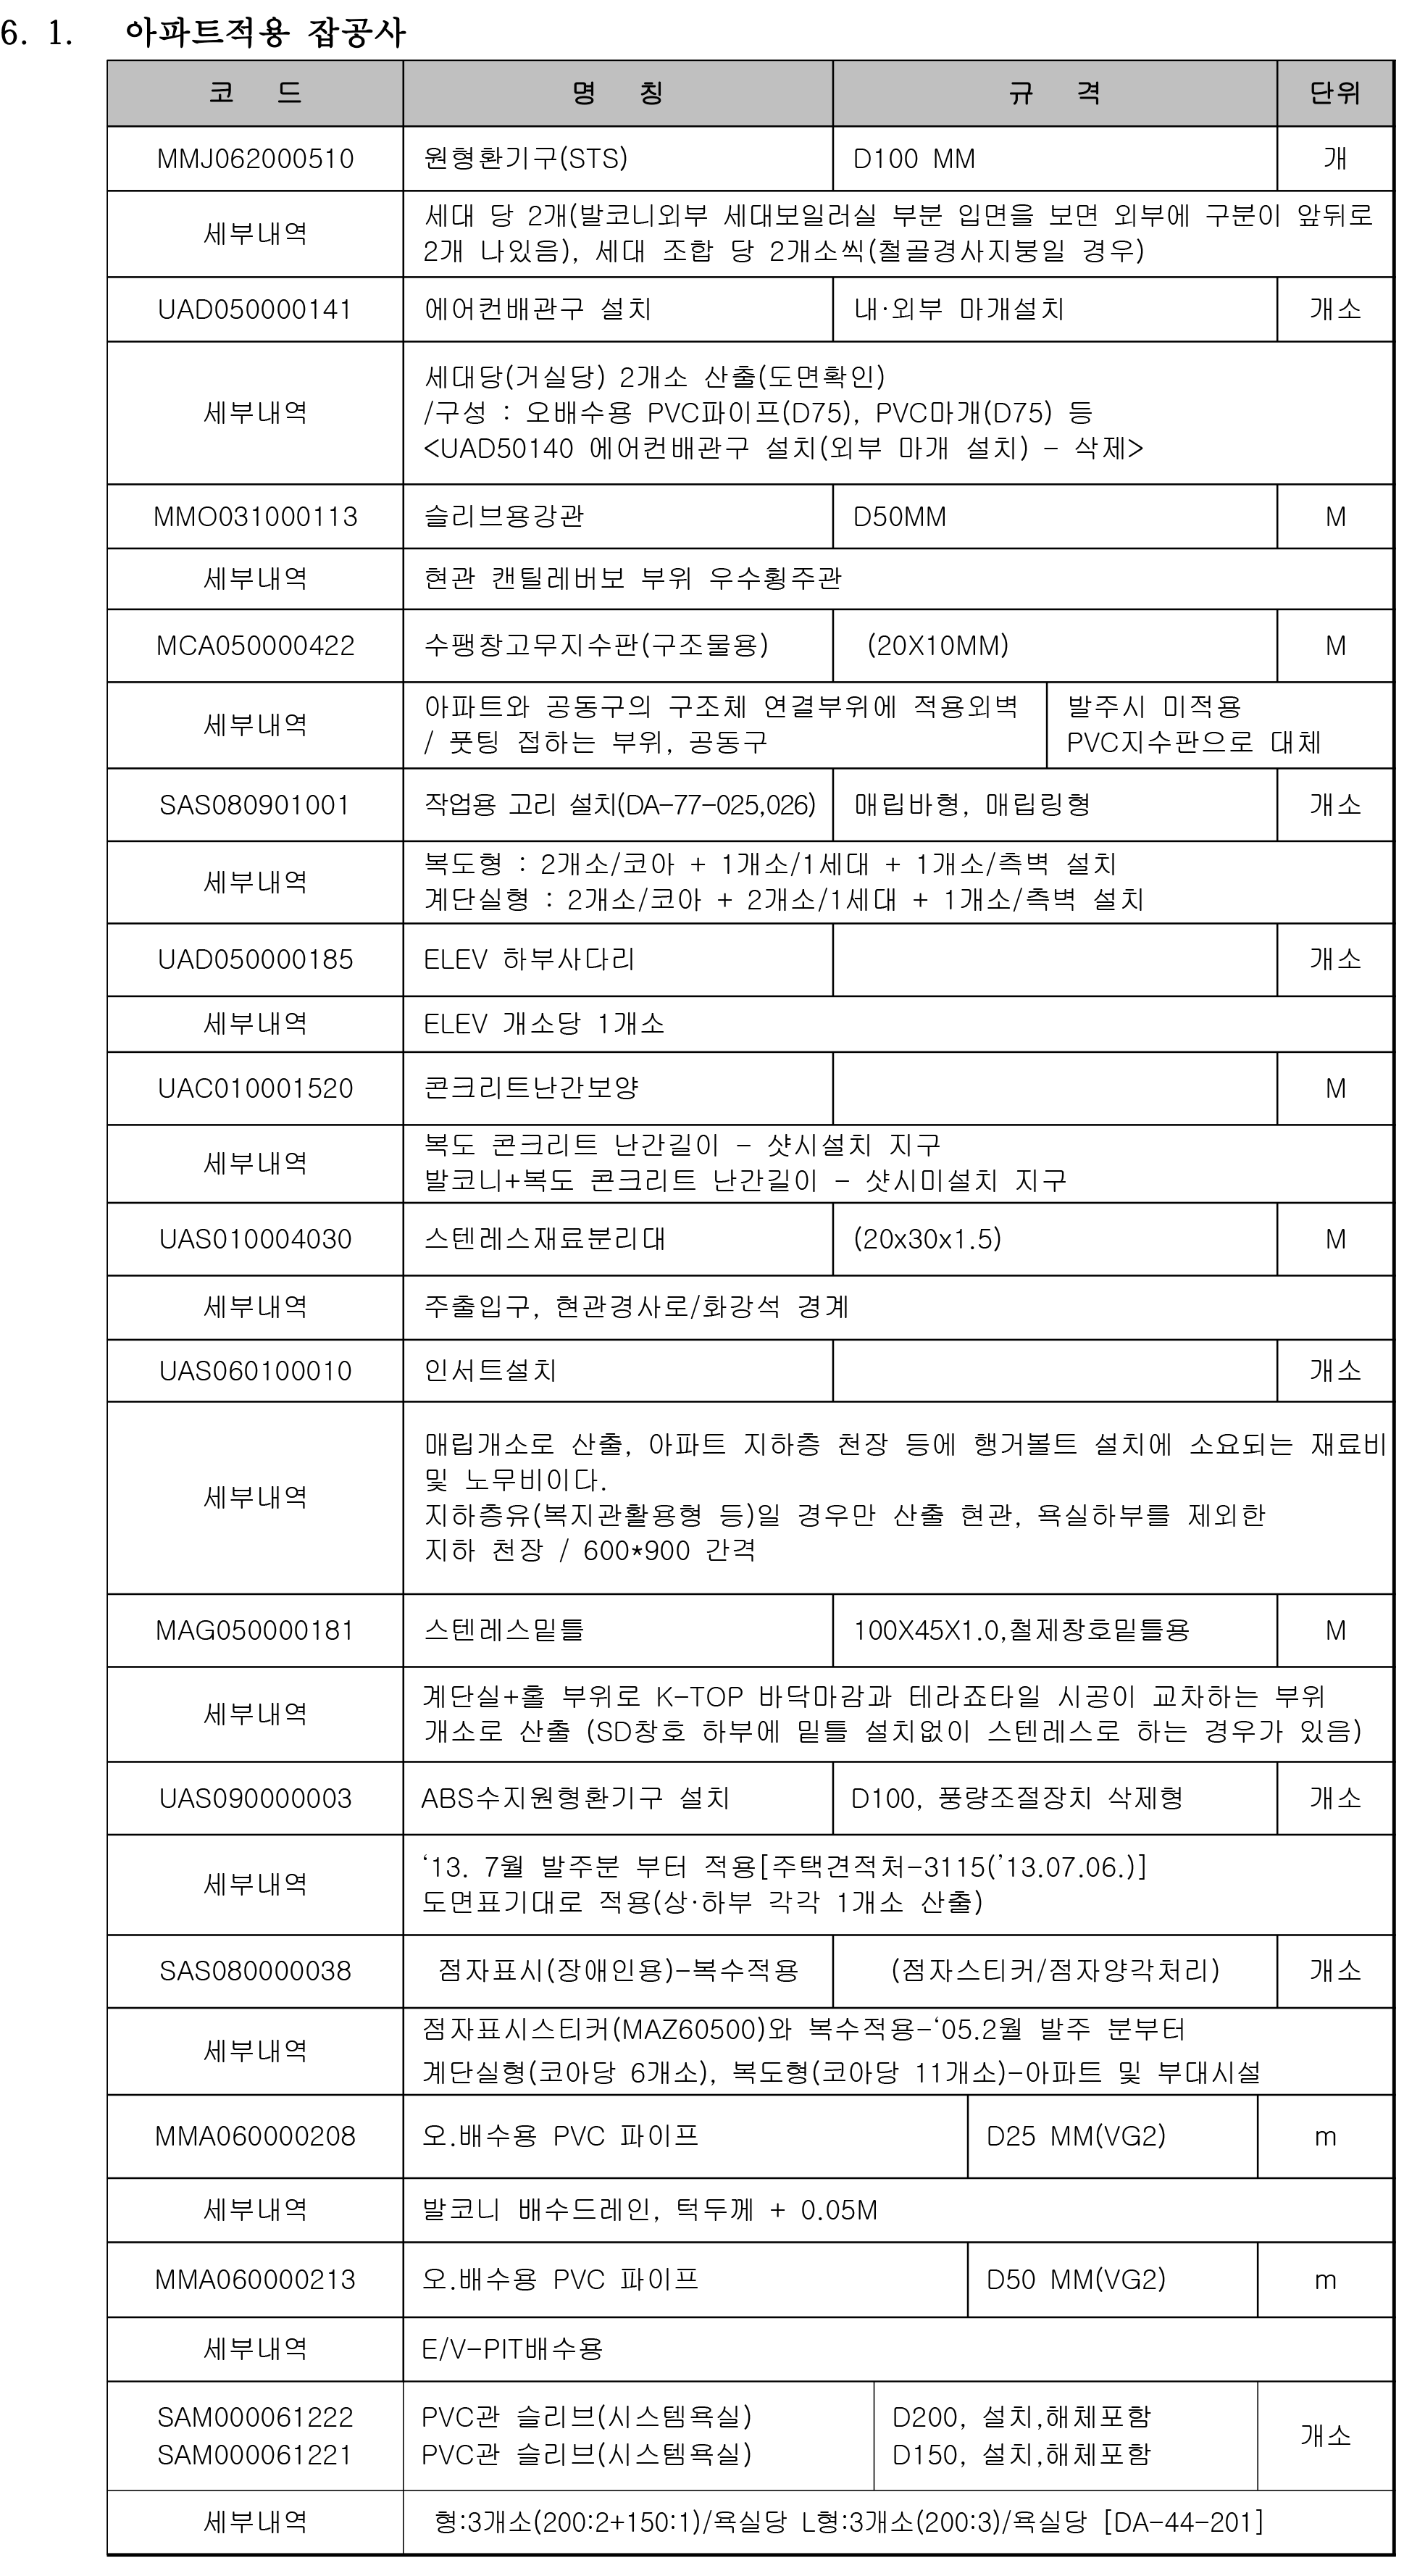 6. 1. 아파트적용 잡공사
코 드 명 칭 규 격 단위
MMJ062000510 원형환기구(STS) D100 MM 개
세부내역 세대 당 2개(발코니외부 세대보일러실 부분 입면을 보면 외부에 구분이 앞뒤로
2개 나있음), 세대 조합 당 2개소씩(철골경사지붕일 경우)
UAD050000141 에어컨배관구 설치 내·외부 마개설치 개소
세대당(거실당) 2개소 산출(도면확인)
세부내역 /구성 : 오배수용 PVC파이프(D75), PVC마개(D75) 등
<UAD50140 에어컨배관구 설치(외부 마개 설치) - 삭제>
MMO031000113 슬리브용강관 D50MM M
세부내역 현관 캔틸레버보 부위 우수횡주관
MCA050000422 수팽창고무지수판(구조물용) (20X10MM) M
세부내역 아파트와 공동구의 구조체 연결부위에 적용외벽 발주시 미적용
/ 풋팅 접하는 부위, 공동구 PVC지수판으로 대체
SAS080901001 작업용 고리 설치(DA-77-025,026) 매립바형, 매립링형 개소
세부내역 복도형 : 2개소/코아 + 1개소/1세대 + 1개소/측벽 설치
계단실형 : 2개소/코아 + 2개소/1세대 + 1개소/측벽 설치
UAD050000185 ELEV 하부사다리 개소
세부내역 ELEV 개소당 1개소
UAC010001520 콘크리트난간보양 M
세부내역 복도 콘크리트 난간길이 - 샷시설치 지구
발코니+복도 콘크리트 난간길이 - 샷시미설치 지구
UAS010004030 스텐레스재료분리대 (20x30x1.5) M
세부내역 주출입구, 현관경사로/화강석 경계
UAS060100010 인서트설치 개소
세부내역 매립개소로 산출, 아파트 지하층 천장 등에 행거볼트 설치에 소요되는 재료비
및 노무비이다.
지하층유(복지관활용형 등)일 경우만 산출 현관, 욕실하부를 제외한
지하 천장 / 600*900 간격
MAG050000181 스텐레스밑틀 100X45X1.0,철제창호밑틀용 M
세부내역 계단실+홀 부위로 K-TOP 바닥마감과 테라죠타일 시공이 교차하는 부위
개소로 산출 (SD창호 하부에 밑틀 설치없이 스텐레스로 하는 경우가 있음)
UAS090000003 ABS수지원형환기구 설치 D100, 풍량조절장치 삭제형 개소
세부내역 ‘13. 7월 발주분 부터 적용[주택견적처-3115(’13.07.06.)]
도면표기대로 적용(상·하부 각각 1개소 산출)
SAS080000038 점자표시(장애인용)-복수적용 (점자스티커/점자양각처리) 개소
세부내역 점자표시스티커(MAZ60500)와 복수적용-‘05.2월 발주 분부터
계단실형(코아당 6개소), 복도형(코아당 11개소)-아파트 및 부대시설
MMA060000208 오.배수용 PVC 파이프 D25 MM(VG2) m
세부내역 발코니 배수드레인, 턱두께 + 0.05M
MMA060000213 오.배수용 PVC 파이프 D50 MM(VG2) m
세부내역 E/V-PIT배수용
SAM000061222 PVC관 슬리브(시스템욕실) D200, 설치,해체포함 개소
SAM000061221 PVC관 슬리브(시스템욕실) D150, 설치,해체포함
세부내역 형:3개소(200:2+150:1)/욕실당 L형:3개소(200:3)/욕실당 [DA-44-201]